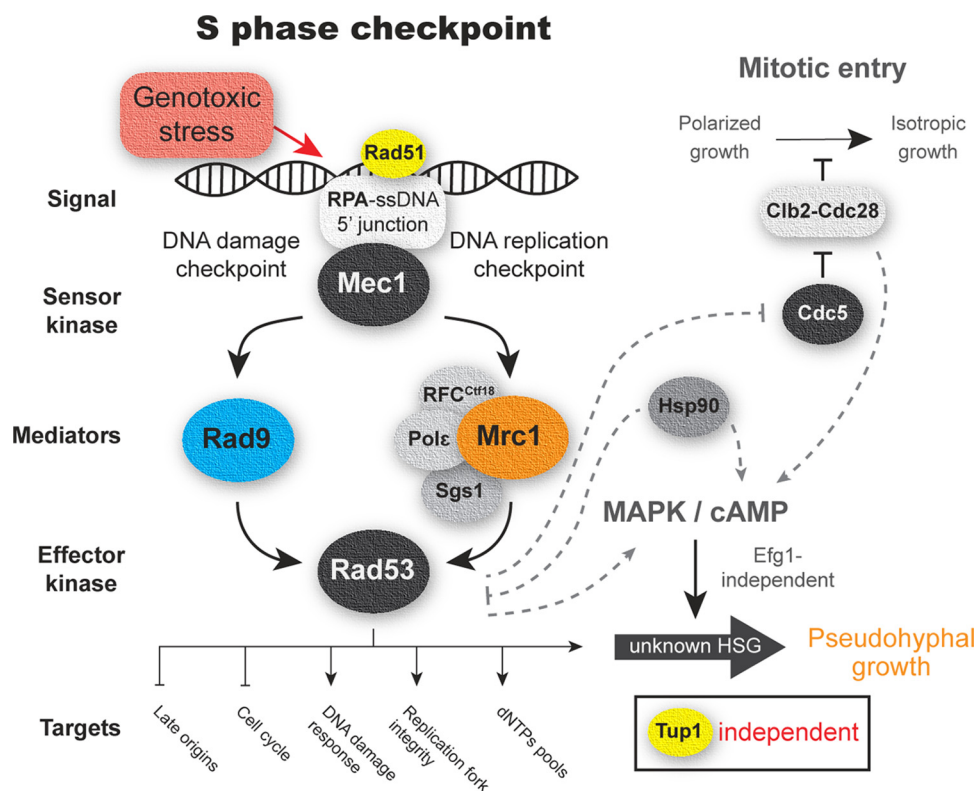 S phase checkpoint
Genotoxic
stress
Rad51
Signal
RPA-ssDNA
5’ junction
DNA damage
checkpoint
DNA replication
checkpoint
Sensor
kinase
Mec1
Mediators
Rad9
RFCCtf18
Polε
Mrc1
Sgs1
Effector
kinase
Rad53
Targets
Late origins
Cell cycle
DNA damage
response
Replication fork
integrity
dNTPs pools
Mitotic entry
Polarized
growth
Isotropic
growth
Clb2-Cdc28
Cdc5
Hsp90
MAPK / cAMP
Efg1-
independent
unknown HSG
Pseudohyphal
growth
Tup1 independent